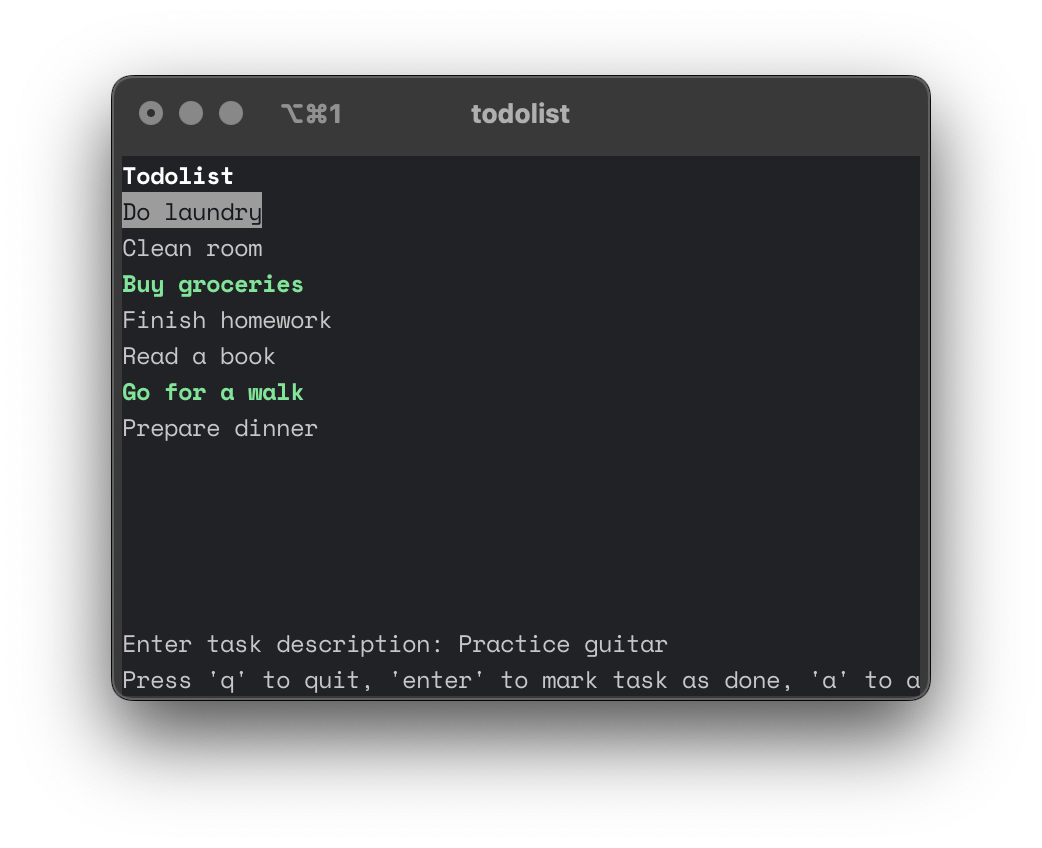 ⌥⌘1 todolist
Todolist
Do laundry
Clean room
Buy groceries
Finish homework
Read a book
Go for a walk
Prepare dinner
Enter task description: Practice guitar
Press 'q' to quit, 'enter' to mark task as done, 'a' to a